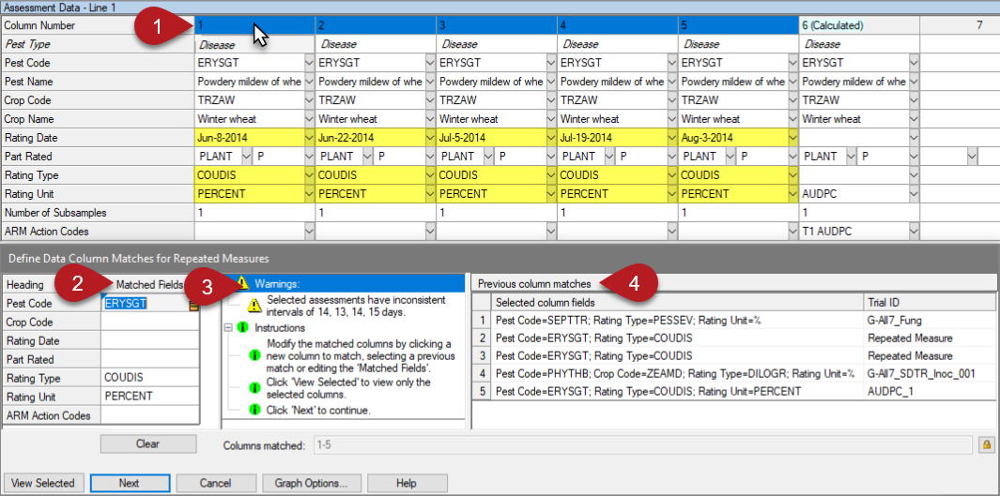 Assessment Data - Line 1
Column Number 1 2 3 4 5 6 (Calculated) 7
1
Pest Type Disease Disease Disease Disease Disease Disease
Pest Code ERYSGT ERYSGT ERYSGT ERYSGT ERYSGT ERYSGT
Pest Name Powdery mildew of whe Powdery mildew of whe Powdery mildew of whe Powdery mildew of whe Powdery mildew of whe Powdery mildew of whe
Crop Code TRZAW TRZAW TRZAW TRZAW TRZAW TRZAW
Crop Name Winter wheat Winter wheat Winter wheat Winter wheat Winter wheat Winter wheat
Rating Date Jun-8-2014 Jun-22-2014 Jul-5-2014 Jul-19-2014 Aug-3-2014
Part Rated PLANT P PLANT P PLANT P PLANT P PLANT P PLANT P
Rating Type COUDIS COUDIS COUDIS COUDIS COUDIS
Rating Unit PERCENT PERCENT PERCENT PERCENT PERCENT AUDPC
Number of Subsamples 1 1 1 1 1 1
ARM Action Codes T1 AUDPC
Define Data Column Matches for Repeated Measures
Heading Matched Fields
2
Pest Code ERYSGT
Crop Code
Rating Date
Part Rated
Rating Type COUDIS
Rating Unit PERCENT
ARM Action Codes
3
Warnings:
Selected assessments have inconsistent
intervals of 14, 13, 14, 15 days.
Instructions
Modify the matched columns by clicking a
new column to match, selecting a previous
match or editing the 'Matched Fields'.
Click 'View Selected' to view only the
selected columns.
Click 'Next' to continue.
Previous column matches
4
Selected column fields Trial ID
1 Pest Code=SEPTTR; Rating Type=PESSEV; Rating Unit=% G-All7_Fung
2 Pest Code=ERYSGT; Rating Type=COUDIS Repeated Measure
3 Pest Code=ERYSGT; Rating Type=COUDIS Repeated Measure
4 Pest Code=PHYTHB; Crop Code=ZEAMD; Rating Type=DILOGR; Rating Unit=% G-All7_SDTR_Inoc_001
5 Pest Code=ERYSGT; Rating Type=COUDIS; Rating Unit=PERCENT AUDPC_1
Clear
Columns matched: 1-5
View Selected Next Cancel Graph Options... Help